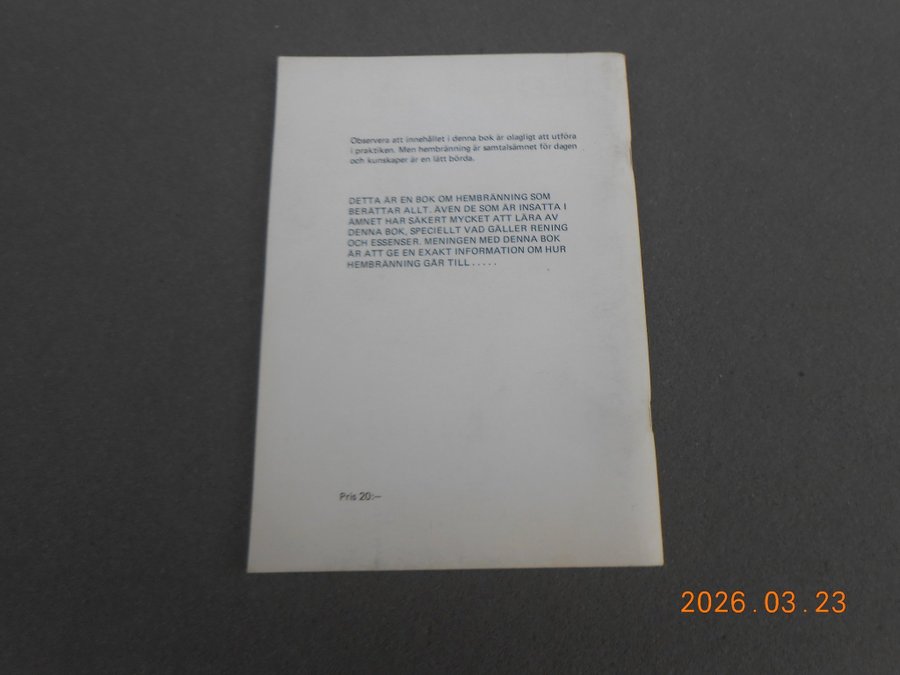 Observera att innehållet i denna bok är olagligt att utföra
i praktiken. Men hembränning är samtalsämnet för dagen
och kunskaper är en lätt börda.
DETTA ÄR EN BOK OM HEMBRÄNNING SOM
BERÄTTAR ALLT. ÄVEN DE SOM ÄR INSATTA I
ÄMNET HAR SÄKERT MYCKET ATT LÄRA AV
DENNA BOK, SPECIELLT VAD GÄLLER RENING
OCH ESSENSER. MENINGEN MED DENNA BOK
ÄR ATT GE EN EXAKT INFORMATION OM HUR
HEMBRÄNNING GÅR TILL.....
Pris 20:–
2026.03.23